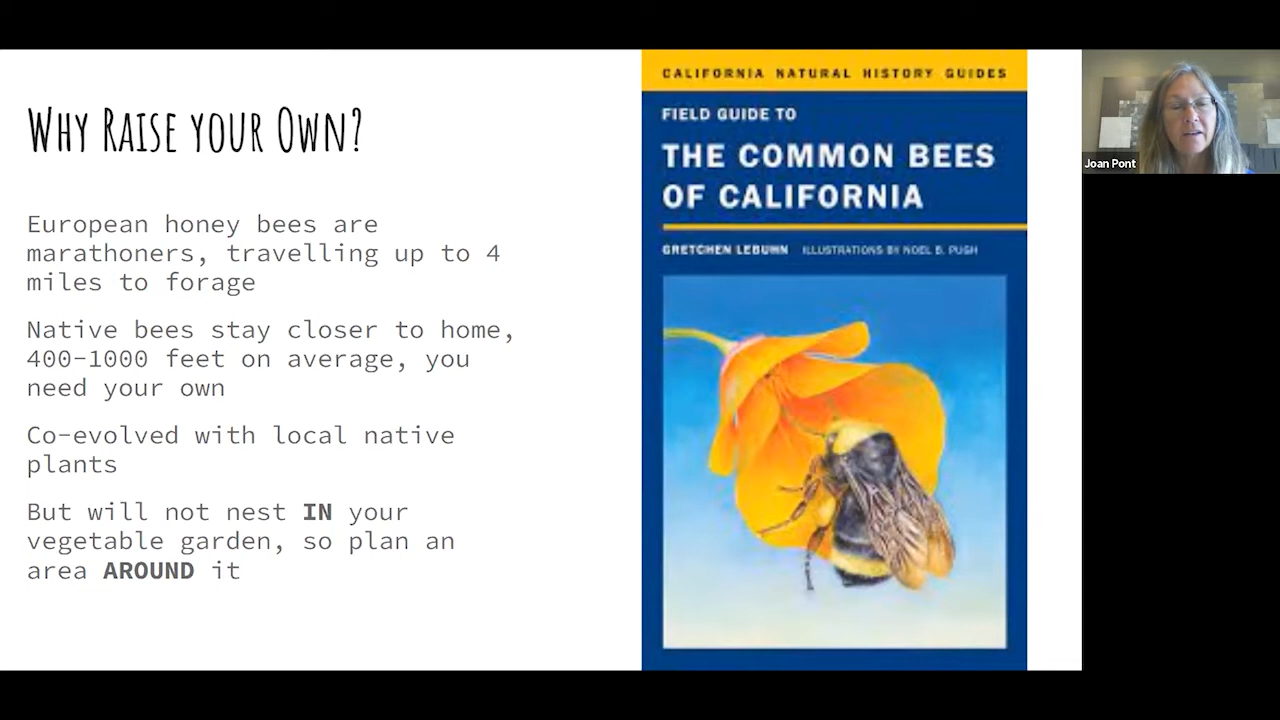 WHY RAISE YOUR OWN?
European honey bees are
marathoners, travelling up to 4
miles to forage
Native bees stay closer to home,
400-1000 feet on average, you
need your own
Co-evolved with local native
plants
But will not nest IN your
vegetable garden, so plan an
area AROUND it
CALIFORNIA NATURAL HISTORY GUIDES
FIELD GUIDE TO
THE COMMON BEES
OF CALIFORNIA
GRETCHEN LEBUHN ILLUSTRATIONS BY NOEL B. PUGH
Joan Pont